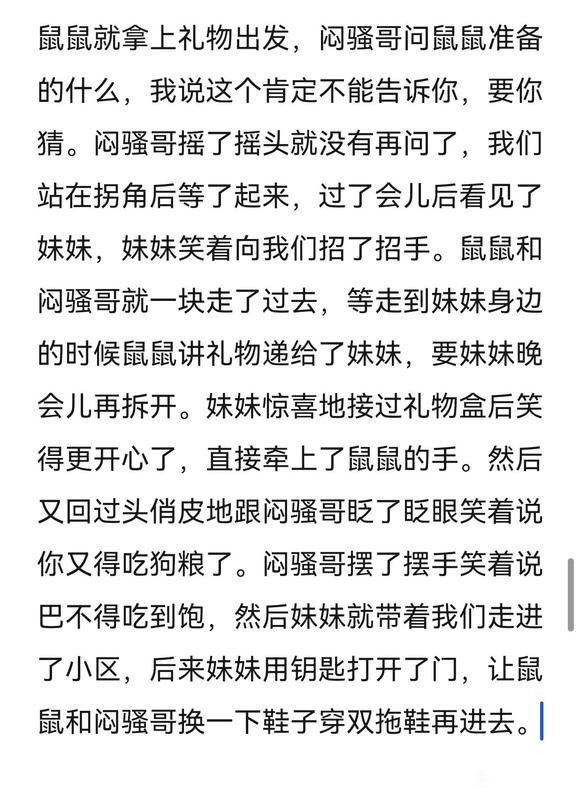 鼠鼠就拿上礼物出发，闷骚哥问鼠鼠准备
的什么，我说这个肯定不能告诉你，要你
猜。闷骚哥摇了摇头就没有再问了，我们
站在拐角后等了起来，过了会儿后看见了
妹妹，妹妹笑着向我们招了招手。鼠鼠和
闷骚哥就一块走了过去，等走到妹妹身边
的时候鼠鼠讲礼物递给了妹妹，要妹妹晚
会儿再拆开。妹妹惊喜地接过礼物盒后笑
得更开心了，直接牵上了鼠鼠的手。然后
又回过头俏皮地跟闷骚哥眨了眨眼笑着说
你又得吃狗粮了。闷骚哥摆了摆手笑着说
巴不得吃到饱，然后妹妹就带着我们走进
了小区，后来妹妹用钥匙打开了门，让鼠
鼠和闷骚哥换一下鞋子穿双拖鞋再进去。